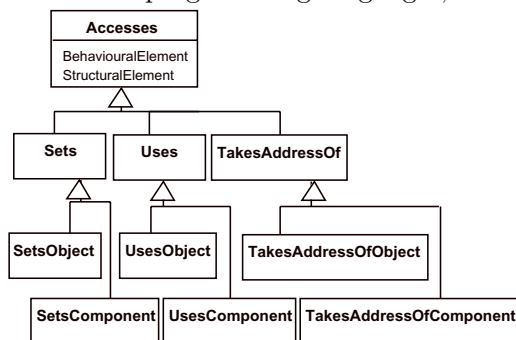 Accesses
BehaviouralElement
StructuralElement
Sets
Uses
TakesAddressOf
SetsObject
UsesObject
TakesAddressOfObject
SetsComponent
UsesComponent
TakesAddressOfComponent